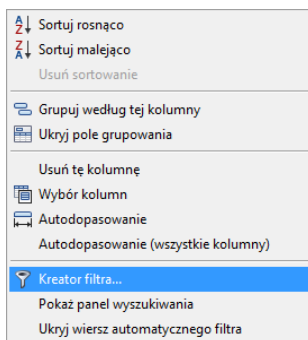 Sortuj rosnąco
Sortuj malejąco
Usuń sortowanie
Grupuj według tej kolumny
Ukryj pole grupowania
Usuń tę kolumnę
Wybór kolumn
Autodopasowanie
Autodopasowanie (wszystkie kolumny)
Kreator filtra...
Pokaż panel wyszukiwania
Ukryj wiersz automatycznego filtra